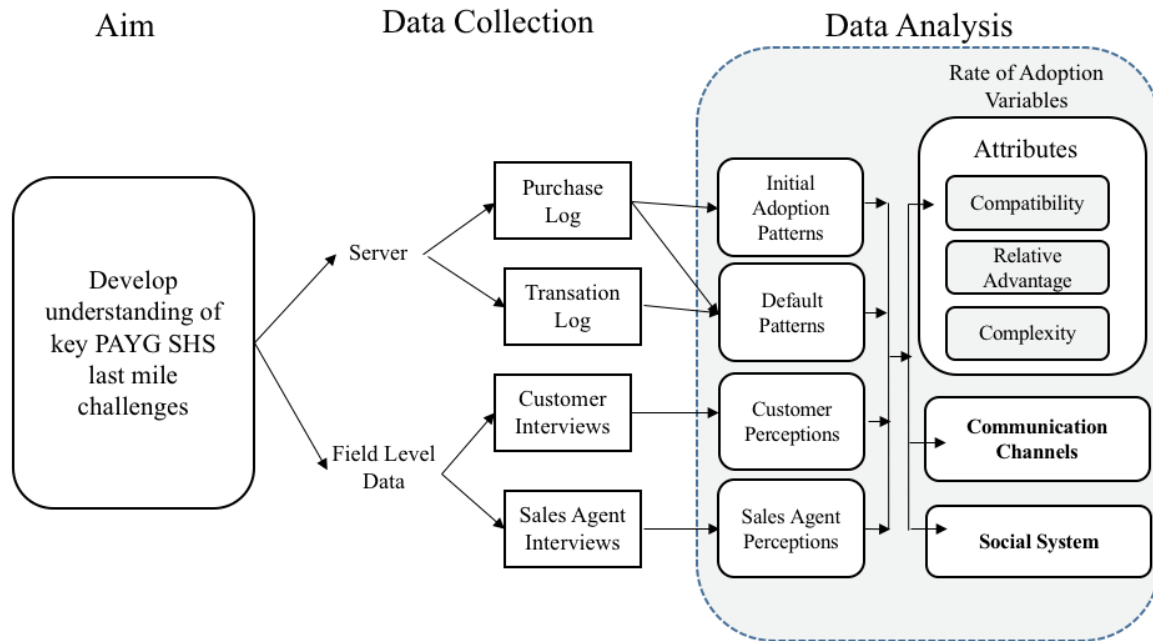 Aim
Data Collection
Data Analysis
Develop
understanding of
key PAYG SHS
last mile
challenges
Server
Field Level
Data
Purchase
Log
Transation
Log
Customer
Interviews
Sales Agent
Interviews
Initial
Adoption
Patterns
Default
Patterns
Customer
Perceptions
Sales Agent
Perceptions
Rate of Adoption
Variables
Attributes
Compatibility
Relative
Advantage
Complexity
Communication
Channels
Social System